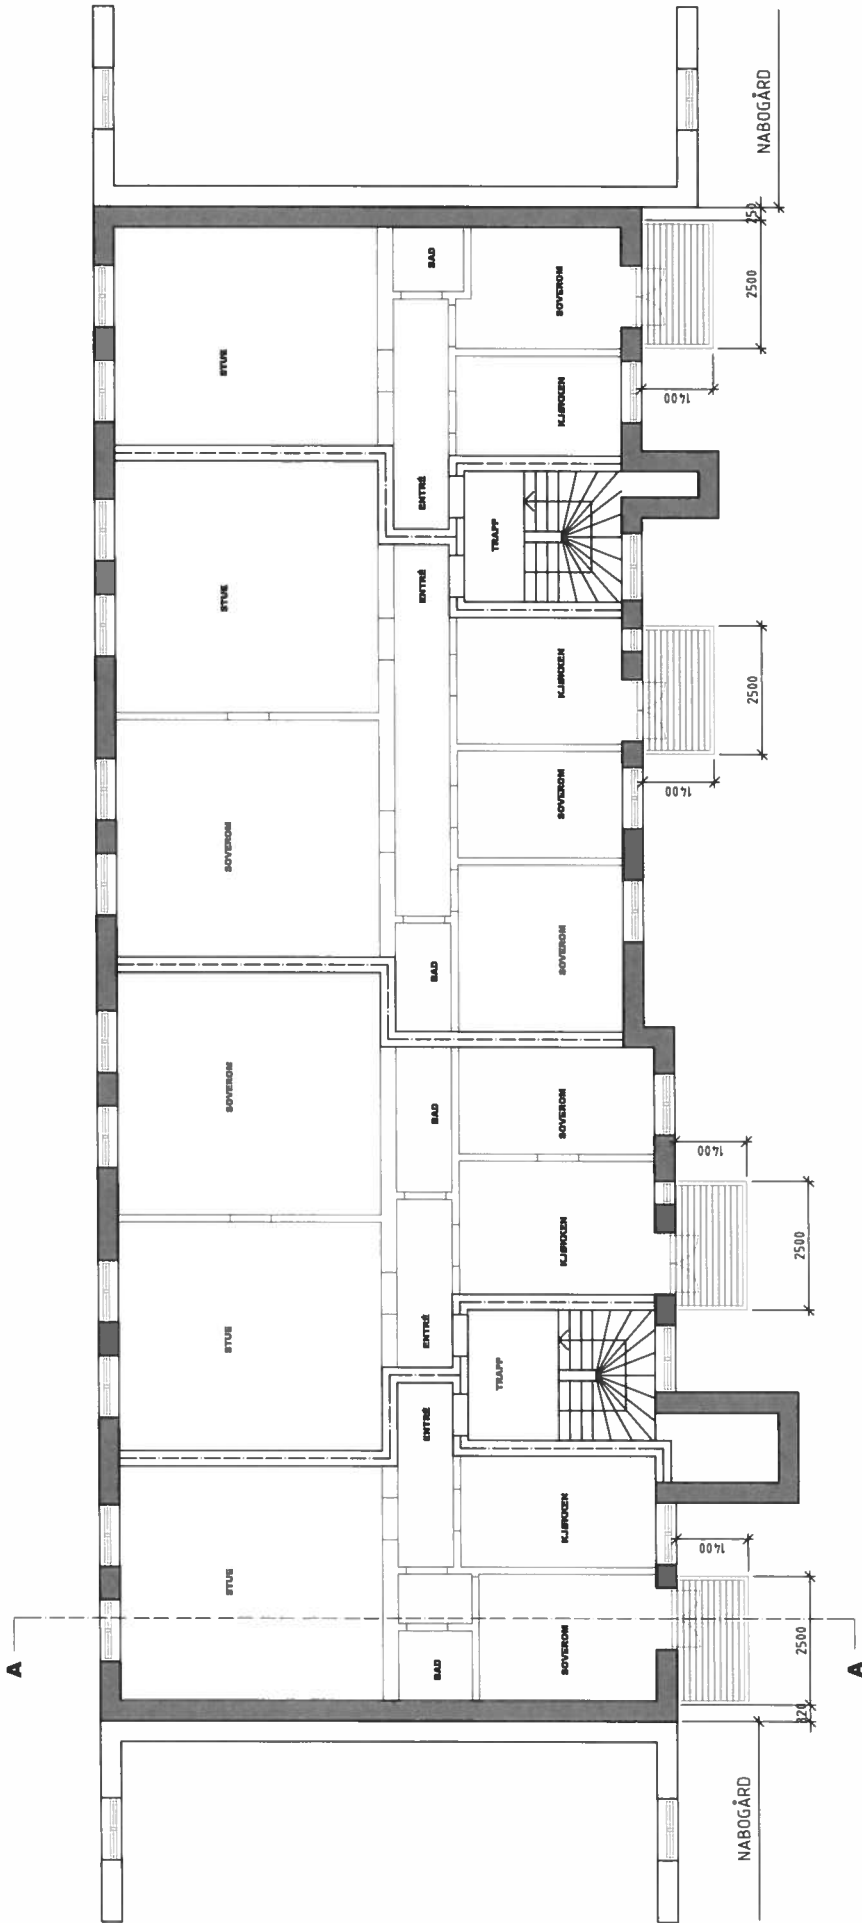 NABOGÅRD
250
2500
1400
BAD
SOVEROM
STUE
KJØKKEN
ENTRÉ
TRAPP
STUE
ENTRÉ
KJØKKEN
2500
1400
SOVEROM
SOVEROM
SOVEROM
BAD
SOVEROM
BAD
SOVEROM
1400
KJØKKEN
2500
STUE
ENTRÉ
TRAPP
ENTRÉ
KJØKKEN
1400
STUE
SOVEROM
BAD
2500
320
A
A
NABOGÅRD